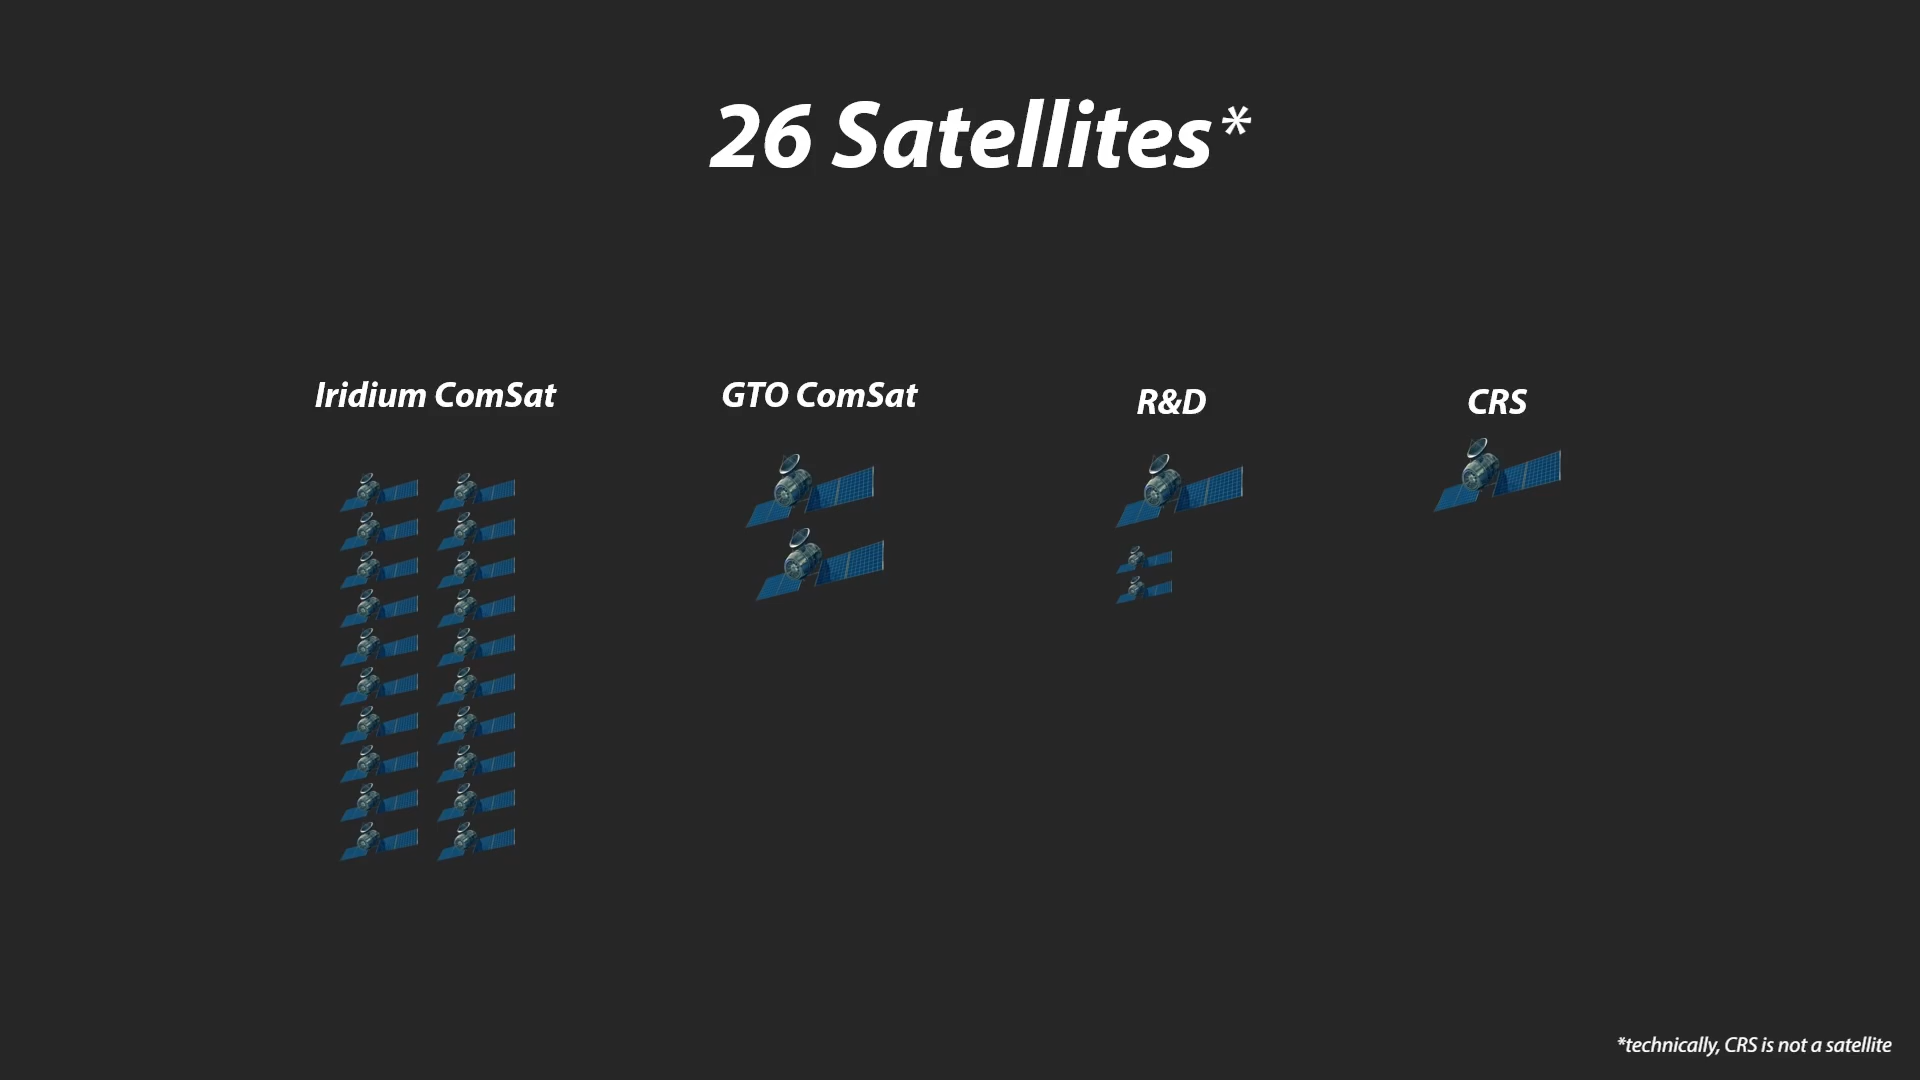 26 Satellites*
Iridium ComSat
GTO ComSat
R&D
CRS
*technically, CRS is not a satellite